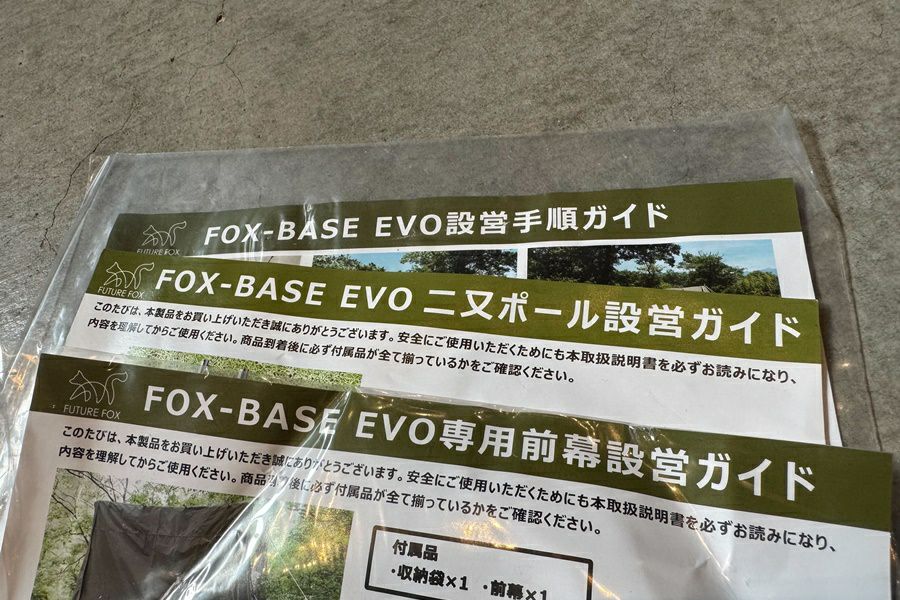 FUTURE FOX
FOX-BASE EVO設営手順ガイド
FUTURE FOX
FOX-BASE EVO 二又ポール設営ガイド
このたびは、本製品をお買い上げいただき誠にありがとうございます。安全にご使用いただくためにも本取扱説明書を必ずお読みになり、
内容を理解してからご使用ください。商品到着後に必ず付属品が全て揃っているかをご確認ください。
FUTURE FOX
FOX-BASE EVO専用前幕設営ガイド
このたびは、本製品をお買い上げいただき誠にありがとうございます。安全にご使用いただくためにも本取扱説明書を必ずお読みになり、
内容を理解してからご使用ください。商品到着後に必ず付属品が全て揃っているかをご確認ください。
付属品
・収納袋×1 ・前幕×1